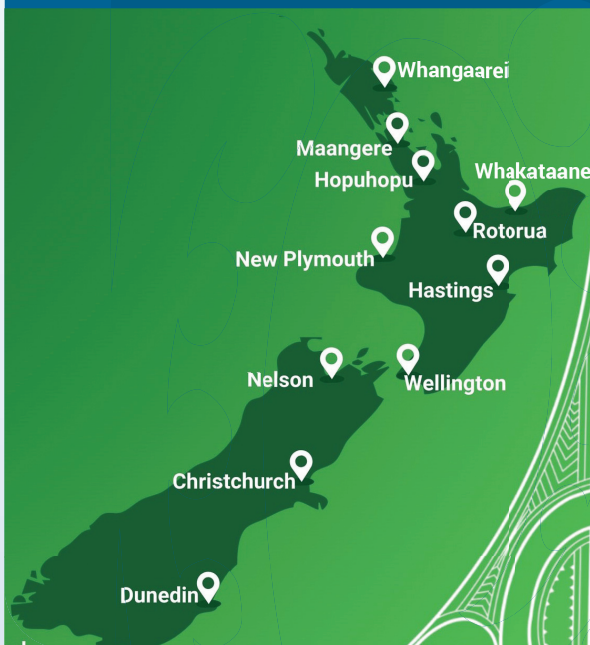 Whangaarei
Maangere
Hopuhopu
Whakataane
Rotorua
New Plymouth
Hastings
Nelson
Wellington
Christchurch
Dunedin